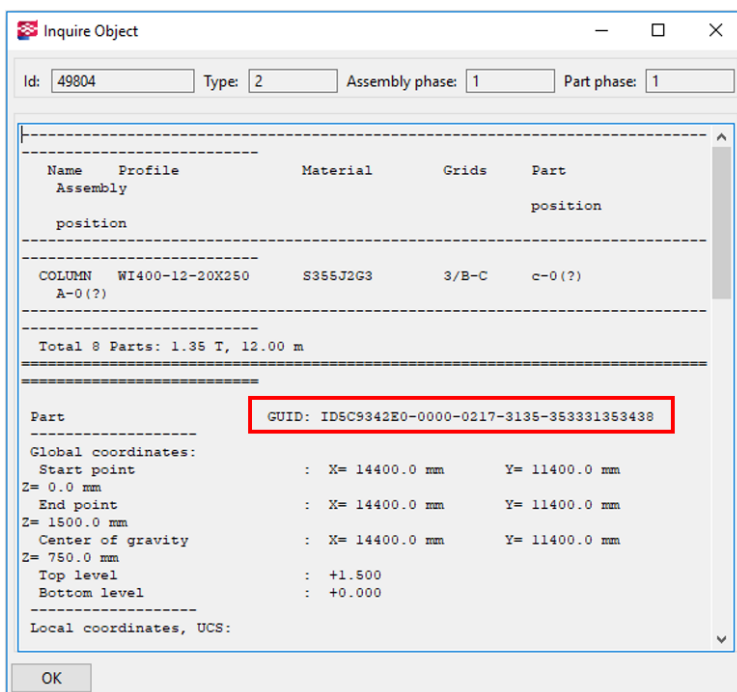 Inquire Object
Id: 49804 Type: 2 Assembly phase: 1 Part phase: 1
--------------------------------------------------------------------------------
---------------------------
Name Profile Material Grids Part
Assembly
position
position
--------------------------------------------------------------------------------
---------------------------
COLUMN WI400-12-20X250 S355J2G3 3/B-C c-0(?)
A-0(?)
--------------------------------------------------------------------------------
---------------------------
Total 8 Parts: 1.35 T, 12.00 m
================================================================================
===========================
Part GUID: ID5C9342E0-0000-0217-3135-353331353438
-------------------
Global coordinates:
Start point : X= 14400.0 mm Y= 11400.0 mm
Z= 0.0 mm
End point : X= 14400.0 mm Y= 11400.0 mm
Z= 1500.0 mm
Center of gravity : X= 14400.0 mm Y= 11400.0 mm
Z= 750.0 mm
Top level : +1.500
Bottom level : +0.000
-------------------
Local coordinates, UCS:
OK